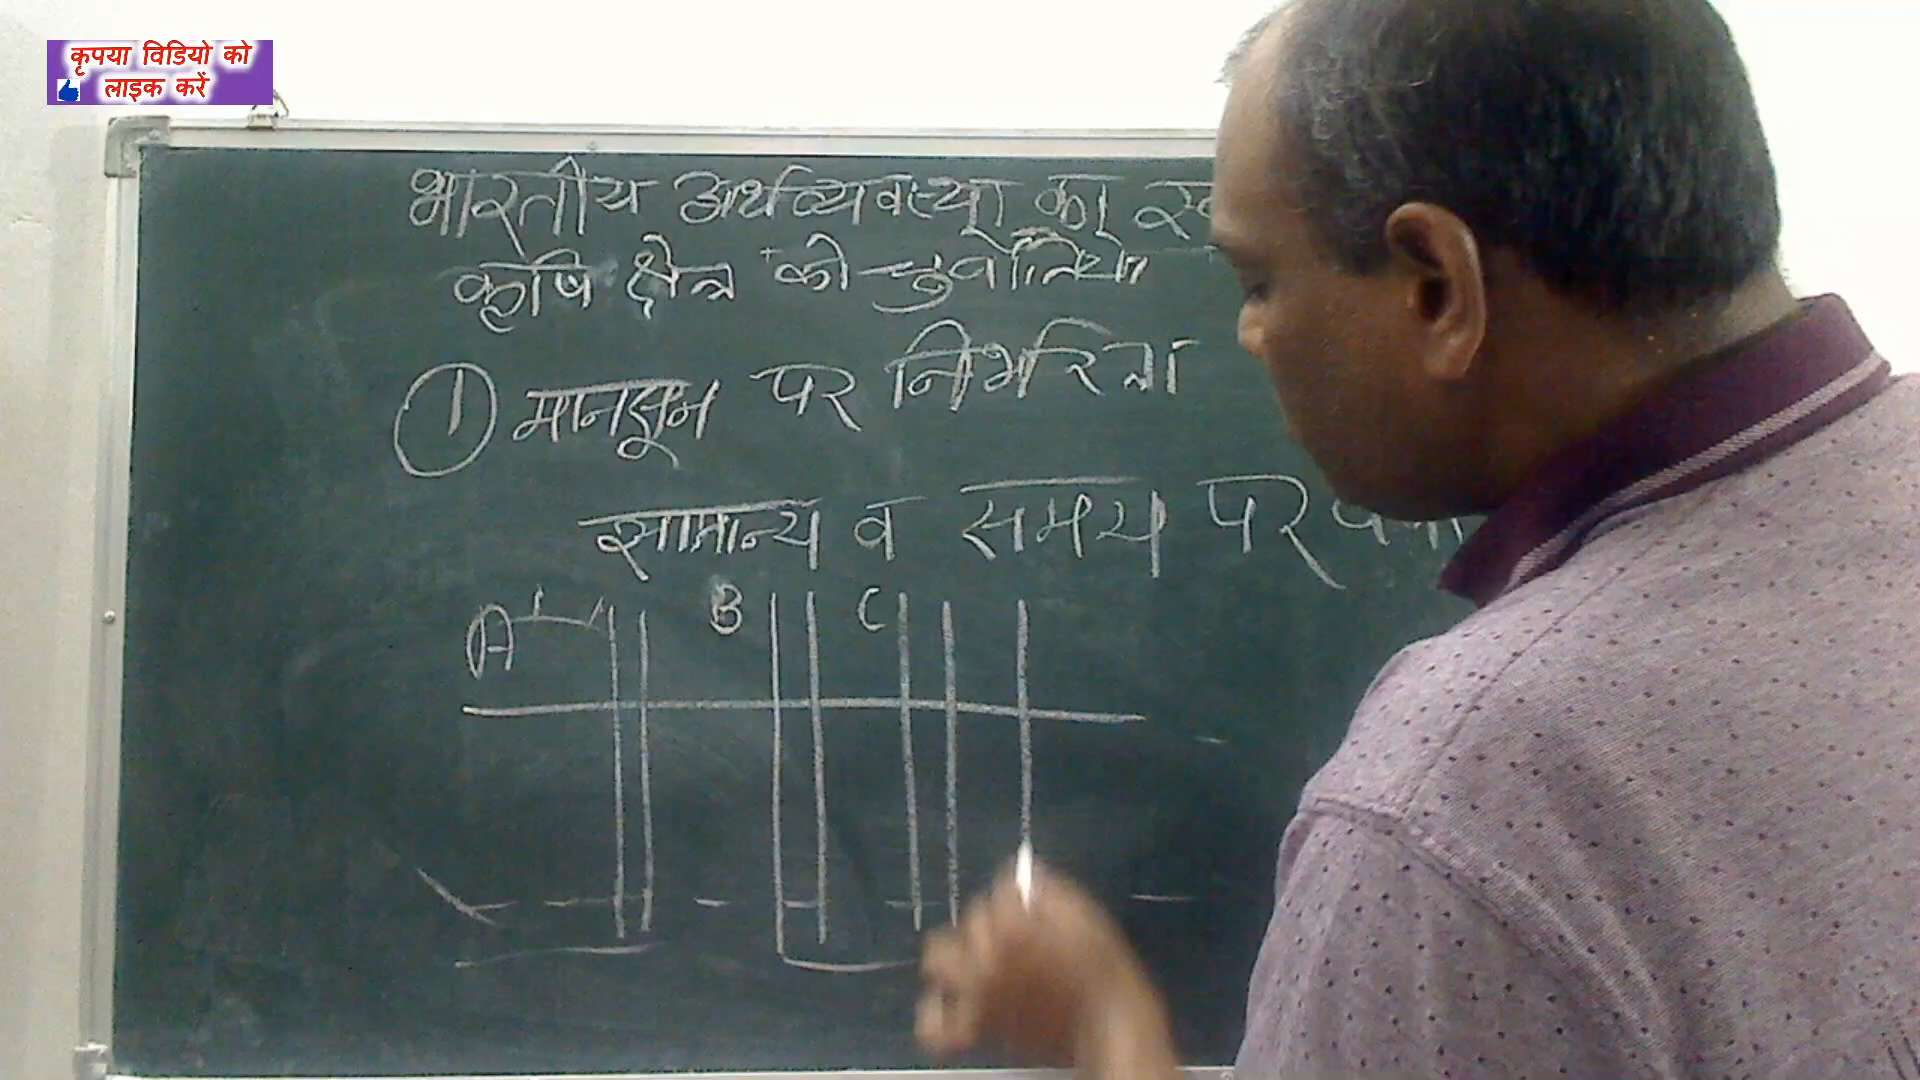 कृपया विडियो को
लाइक करें
भारतीय अर्थव्यवस्था का
कृषि क्षेत्र की चुनौतियां
1 मानसून पर निर्भरता
सामान्य व समय पर
A B C